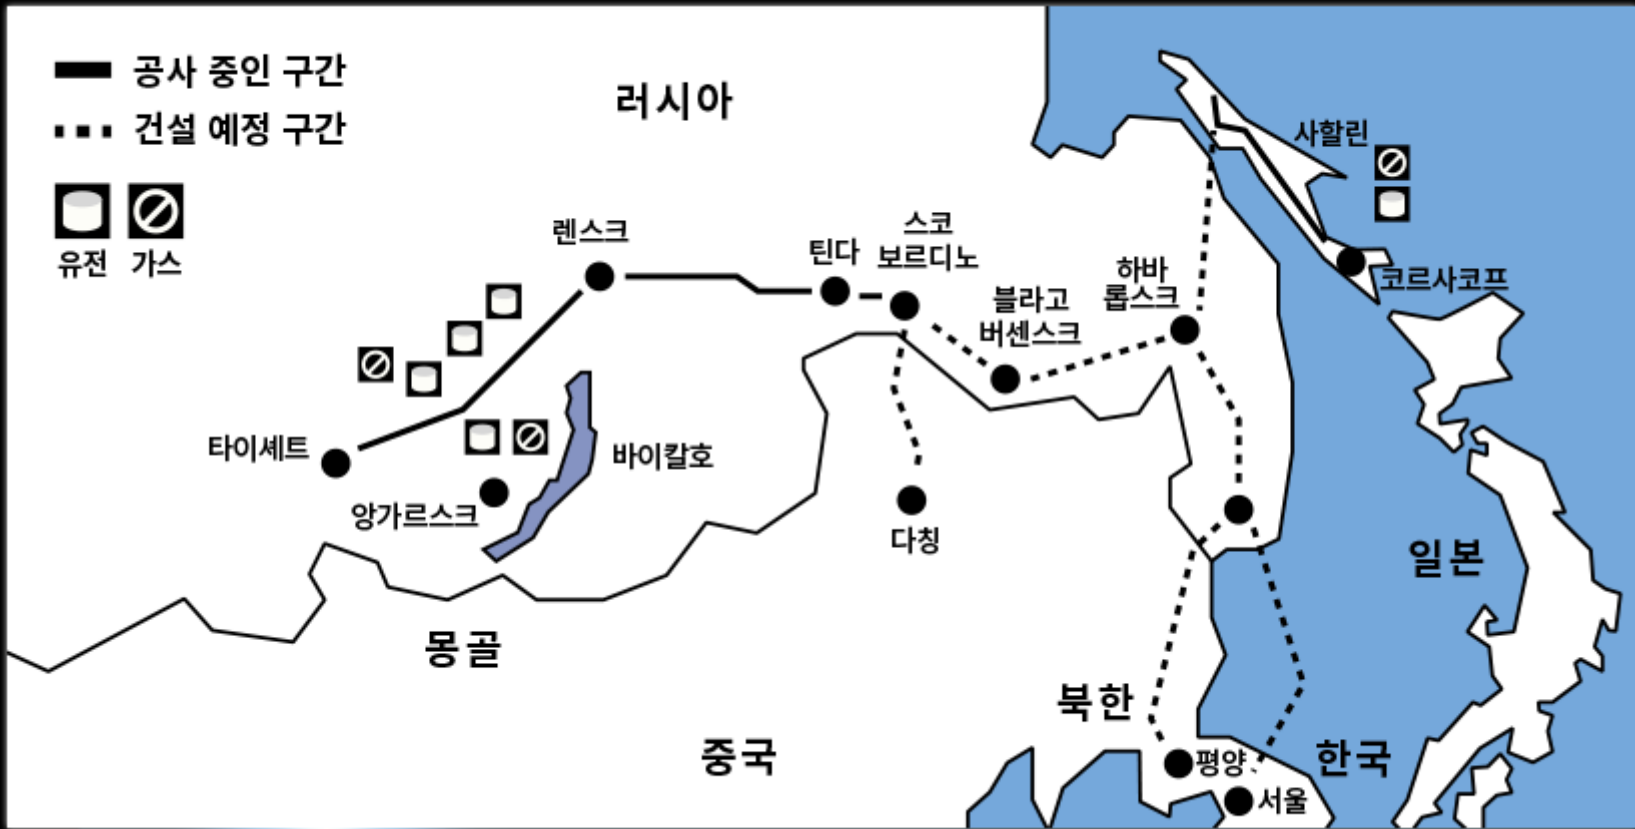 공사 중인 구간
건설 예정 구간
유전
가스
러시아
사할린
코르사코프
렌스크
틴다
스코
보르디노
블라고
버센스크
하바
롭스크
타이셰트
앙가르스크
바이칼호
다칭
일본
몽골
북한
중국
한국
평양
서울